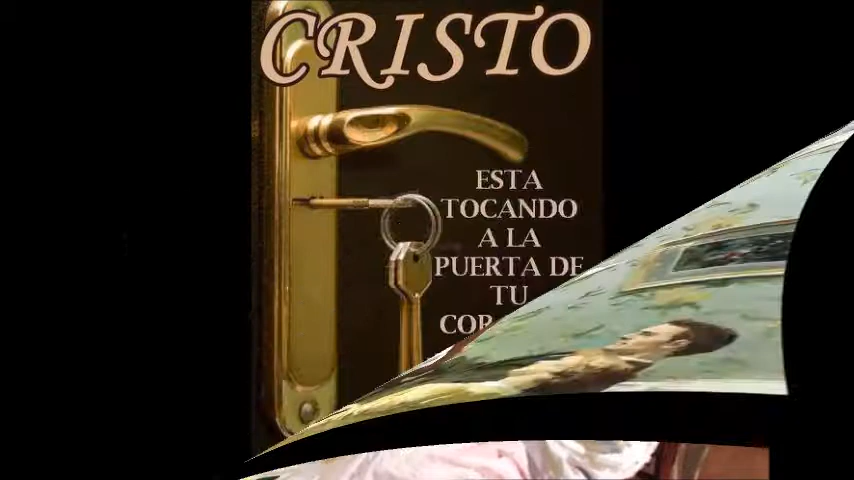 CRISTO
ESTA
TOCANDO
A LA
PUERTA DE
TU